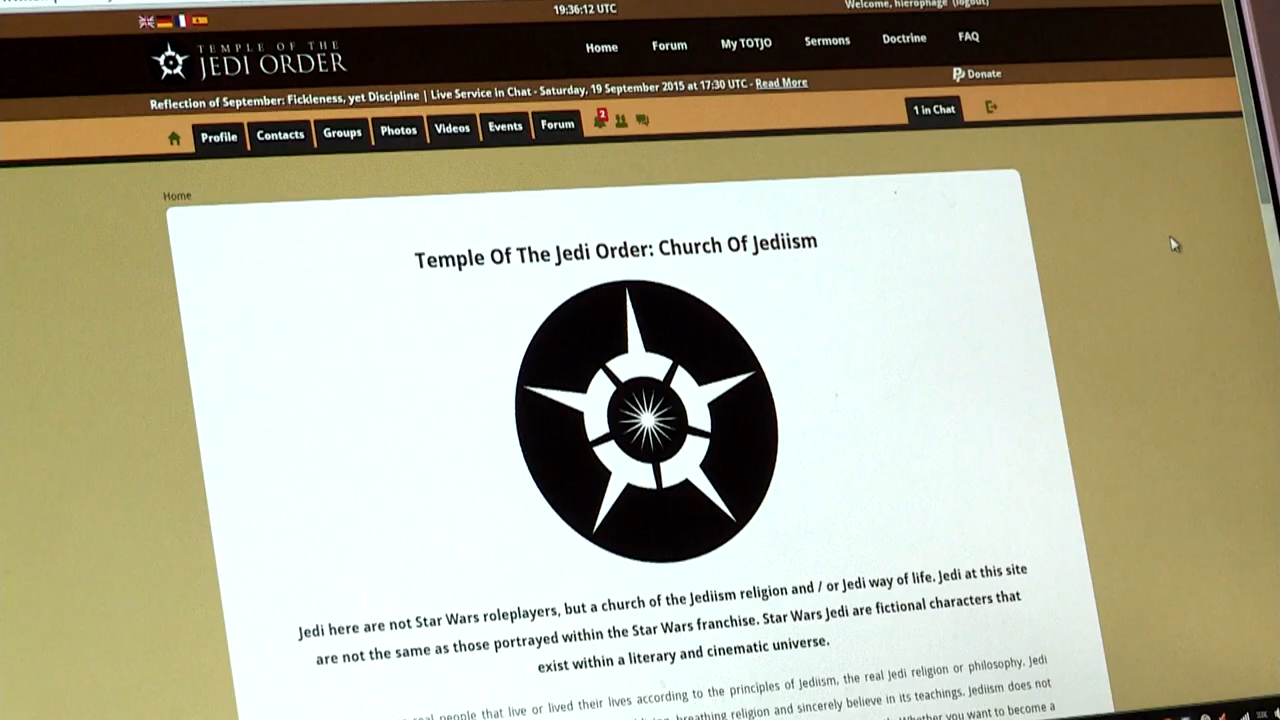 19:36:12 UTC
Welcome, hierophage (logout)
TEMPLE OF THE
JEDI ORDER
Home Forum My TOTJO Sermons Doctrine FAQ
Donate
Reflection of September: Fickleness, yet Discipline | Live Service in Chat - Saturday, 19 September 2015 at 17:30 UTC - Read More
Profile Contacts Groups Photos Videos Events Forum 2 1 in Chat
Home
Temple Of The Jedi Order: Church Of Jediism
Jedi here are not Star Wars roleplayers, but a church of the Jediism religion and / or Jedi way of life. Jedi at this site
are not the same as those portrayed within the Star Wars franchise. Star Wars Jedi are fictional characters that
exist within a literary and cinematic universe.
people that live or lived their lives according to the principles of Jediism, the real Jedi religion or philosophy. Jedi
breathing religion and sincerely believe in its teachings. Jediism does not
Whether you want to become a